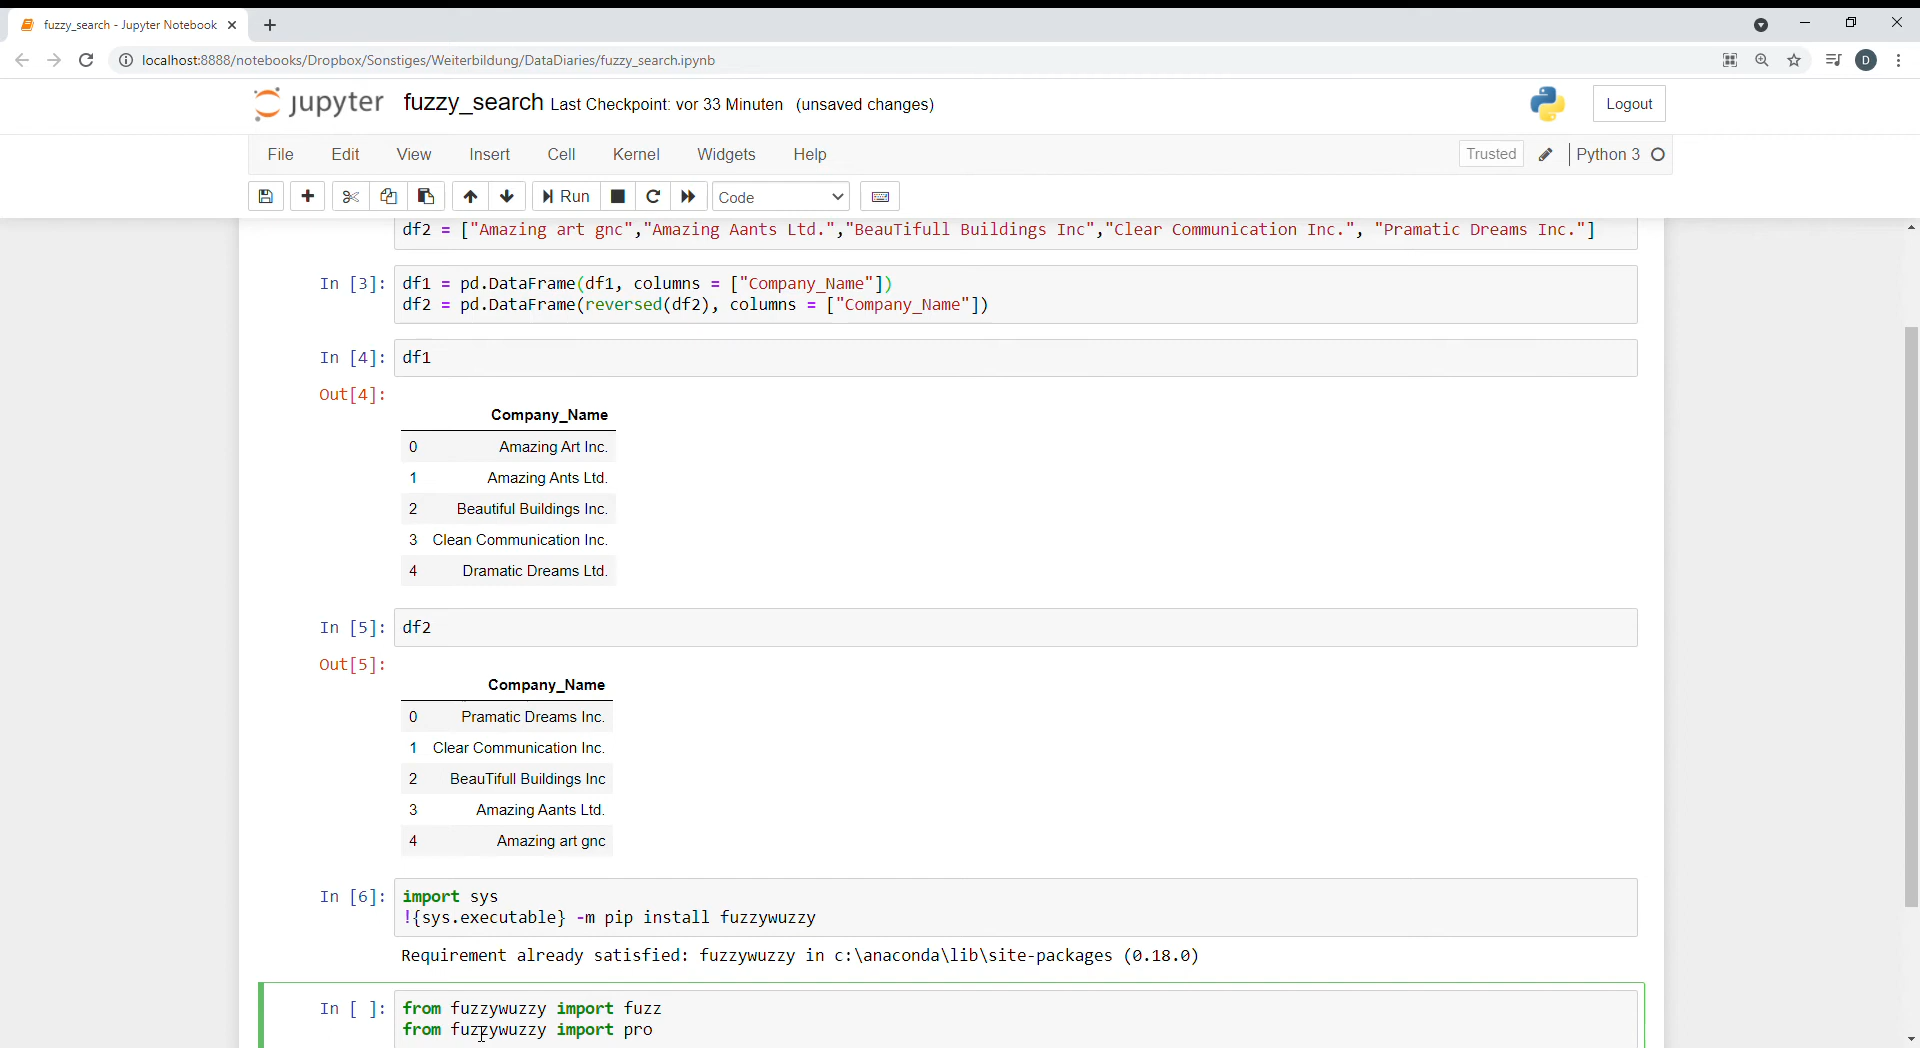 fuzzy_search - Jupyter Notebook
localhost:8888/notebooks/Dropbox/Sonstiges/Weiterbildung/DataDiaries/fuzzy_search.ipynb
D
jupyter fuzzy_search Last Checkpoint: vor 33 Minuten (unsaved changes)
Logout
File Edit View Insert Cell Kernel Widgets Help
Trusted Python 3
Run Code
df2 = ["Amazing art gnc","Amazing Aants Ltd.","BeauTifull Buildings Inc","Clear Communication Inc.", "Pramatic Dreams Inc."]
In [3]: df1 = pd.DataFrame(df1, columns = ["Company_Name"])
df2 = pd.DataFrame(reversed(df2), columns = ["Company_Name"])
In [4]: df1
Out[4]:
Company_Name
0 Amazing Art Inc.
1 Amazing Ants Ltd.
2 Beautiful Buildings Inc.
3 Clean Communication Inc.
4 Dramatic Dreams Ltd.
In [5]: df2
Out[5]:
Company_Name
0 Pramatic Dreams Inc.
1 Clear Communication Inc.
2 BeauTifull Buildings Inc
3 Amazing Aants Ltd.
4 Amazing art gnc
In [6]: import sys
!{sys.executable} -m pip install fuzzywuzzy
Requirement already satisfied: fuzzywuzzy in c:\anaconda\lib\site-packages (0.18.0)
In [ ]: from fuzzywuzzy import fuzz
from fuzzywuzzy import pro